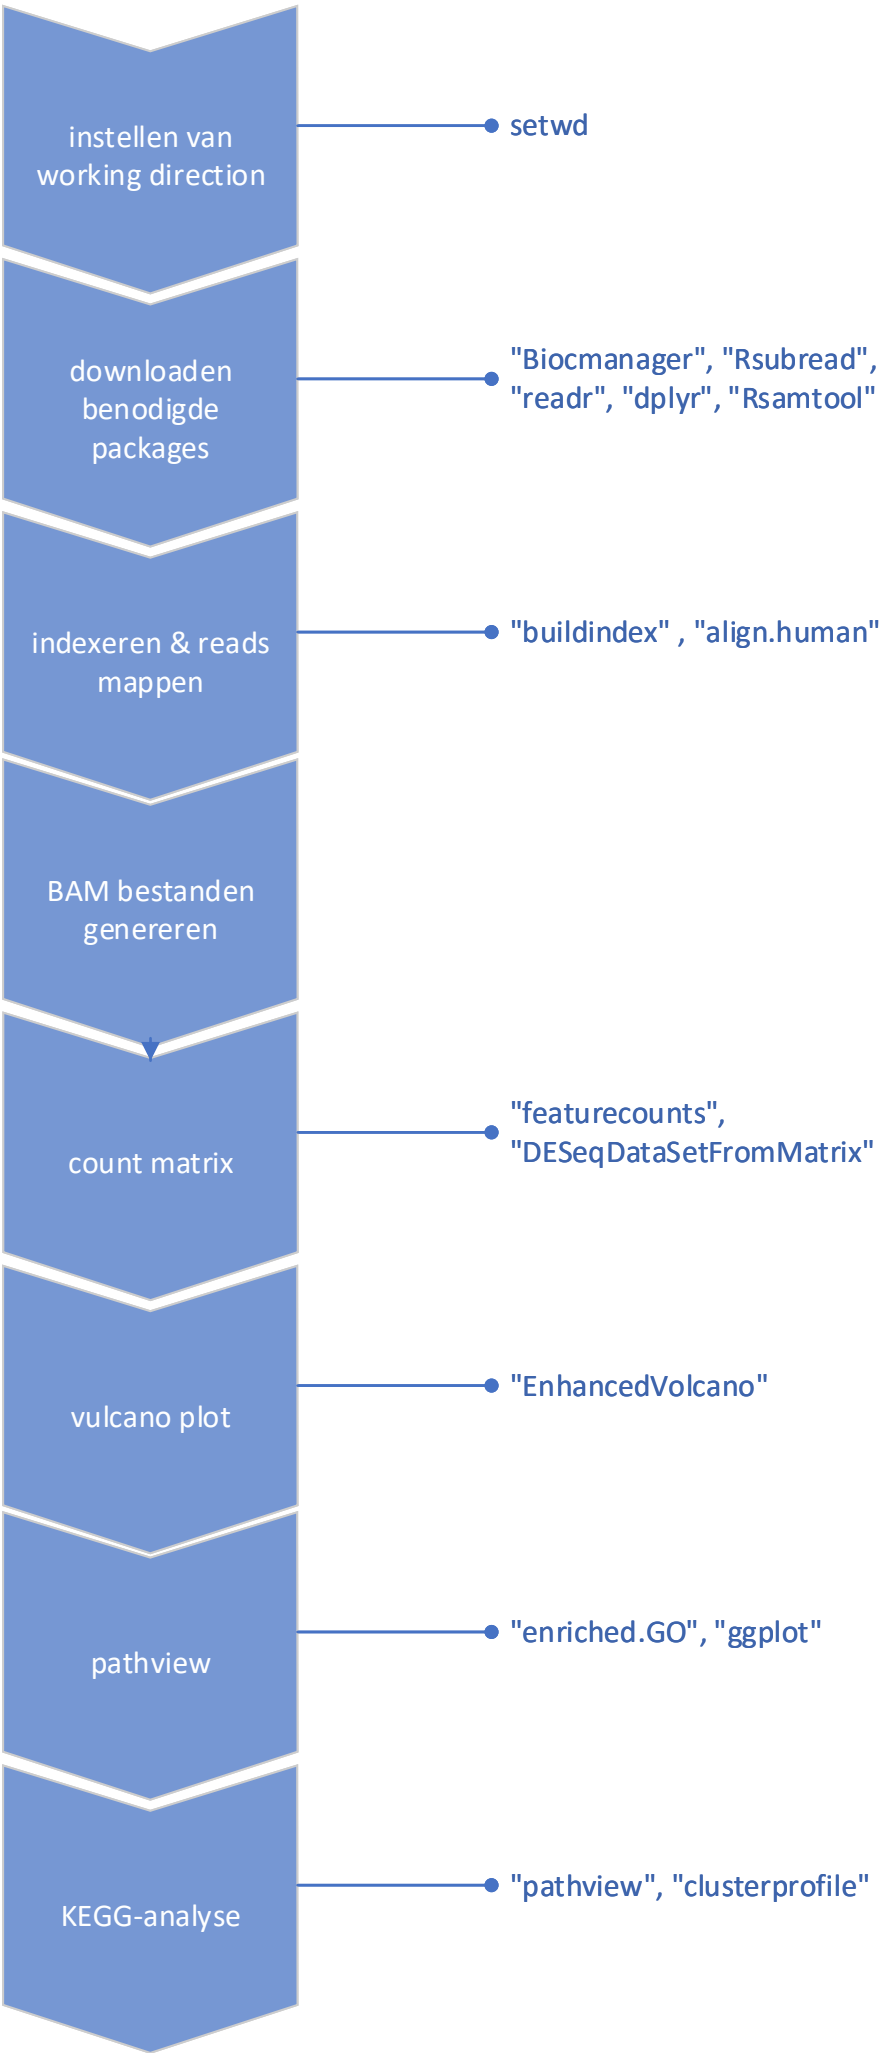 instellen van
working direction
setwd
downloaden
benodigde
packages
"Biocmanager", "Rsubread",
"readr", "dplyr", "Rsamtool"
indexeren & reads
mappen
"buildindex" , "align.human"
BAM bestanden
genereren
count matrix
"featurecounts",
"DESeqDataSetFromMatrix"
vulcano plot
"EnhancedVolcano"
pathview
"enriched.GO", "ggplot"
KEGG-analyse
"pathview", "clusterprofile"